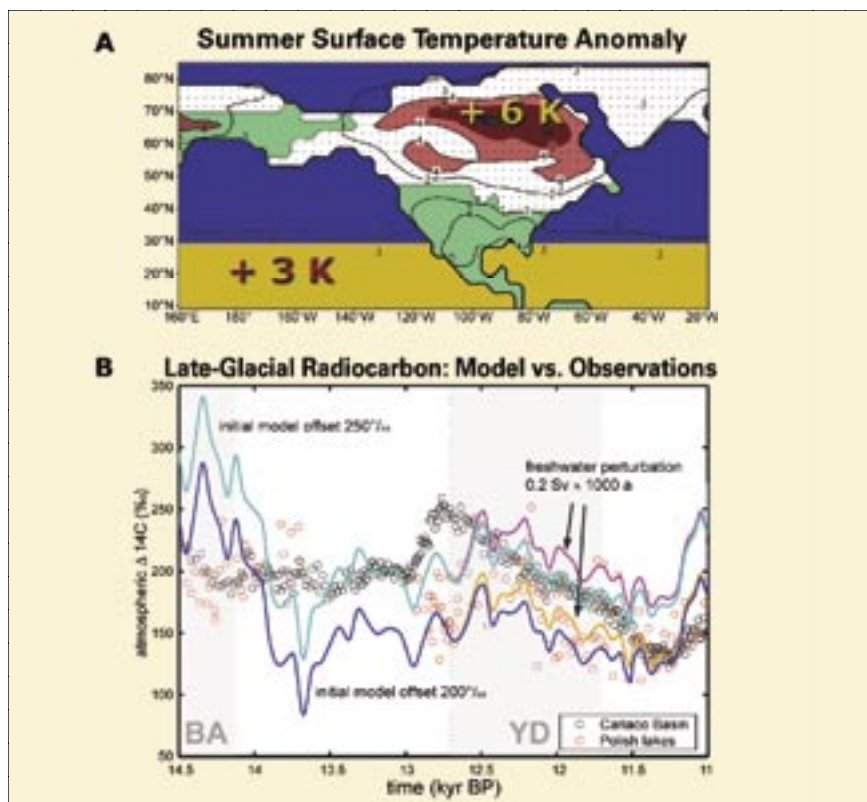 A Summer Surface Temperature Anomaly
80°N
70°N
60°N
50°N
40°N
30°N
20°N
10°N
+ 6 K
+ 3 K
160°E 180° 160°W 140°W 120°W 100°W 80°W 60°W 40°W 20°W
B Late-Glacial Radiocarbon: Model vs. Observations
350
300
250
200
150
100
50
atmospheric Δ 14C (‰)
initial model offset 250‰
freshwater perturbation
0.2 Sv × 1000 a
initial model offset 200‰
BA
YD
Cariaco Basin
Polish lakes
14.5 14 13.5 13 12.5 12 11.5 11
time (kyr BP)